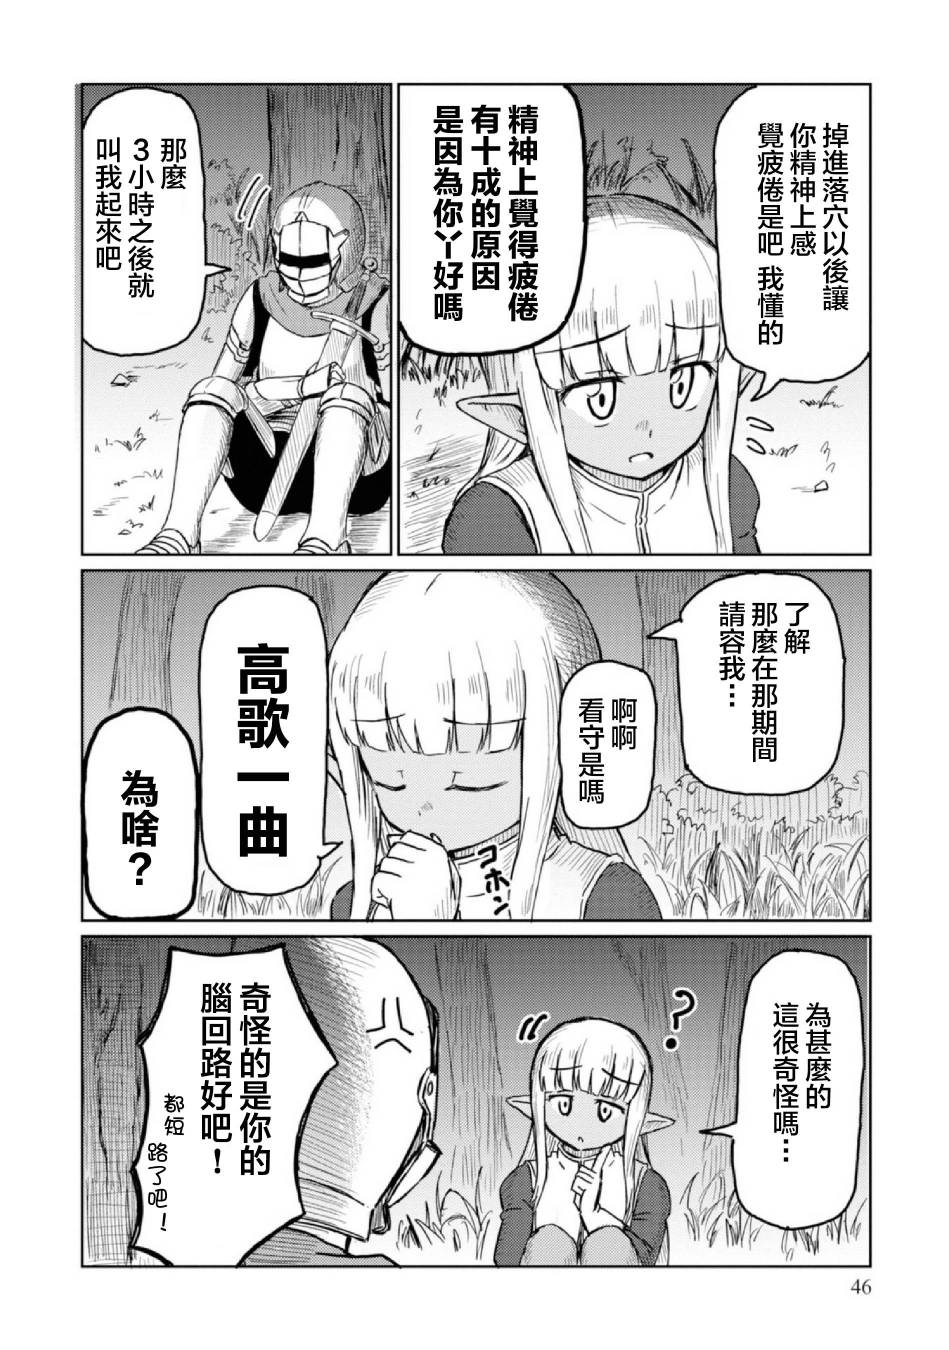 掉進落穴以後讓
你精神上感
覺疲倦是吧 我懂的
精神上覺得疲倦
有十成的原因
是因為你丫好嗎
那麼
3小時之後就
叫我起來吧
了解
那麼在那期間
請容我…
啊啊
看守是嗎
コホン
高歌一曲
為啥？
為甚麼的
這很奇怪嗎…
?
奇怪的是你的
腦回路好吧！
都短
路了吧！
46